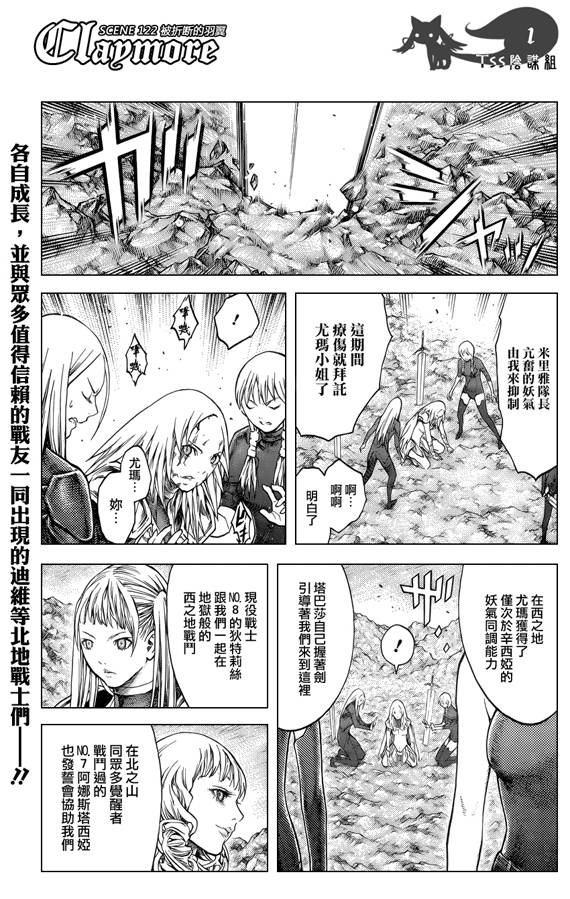 SCENE 122 被折斷的羽翼
Claymore
1
TSS陰謀組
各自成長，並與眾多值得信賴的戰友一同出現的迪維等北地戰士們——!!
ガガッ
ザッ
米里雅隊長
亢奮的妖氣
由我來抑制
這期間
療傷就拜託
尤瑪小姐了
啊…
啊啊
明白了
!
尤瑪
…
妳…
在西之地
尤瑪獲得了
僅次於辛西婭的
妖氣同調能力
塔巴莎自己握著劍
引導著我們來到這裡
現役戰士
NO.8的狄特莉絲
跟我們一起在
地獄般的
西之地戰鬥
在北之山
同眾多覺醒者
戰鬥過的
NO.7阿娜斯塔西婭
也發誓會協助我們